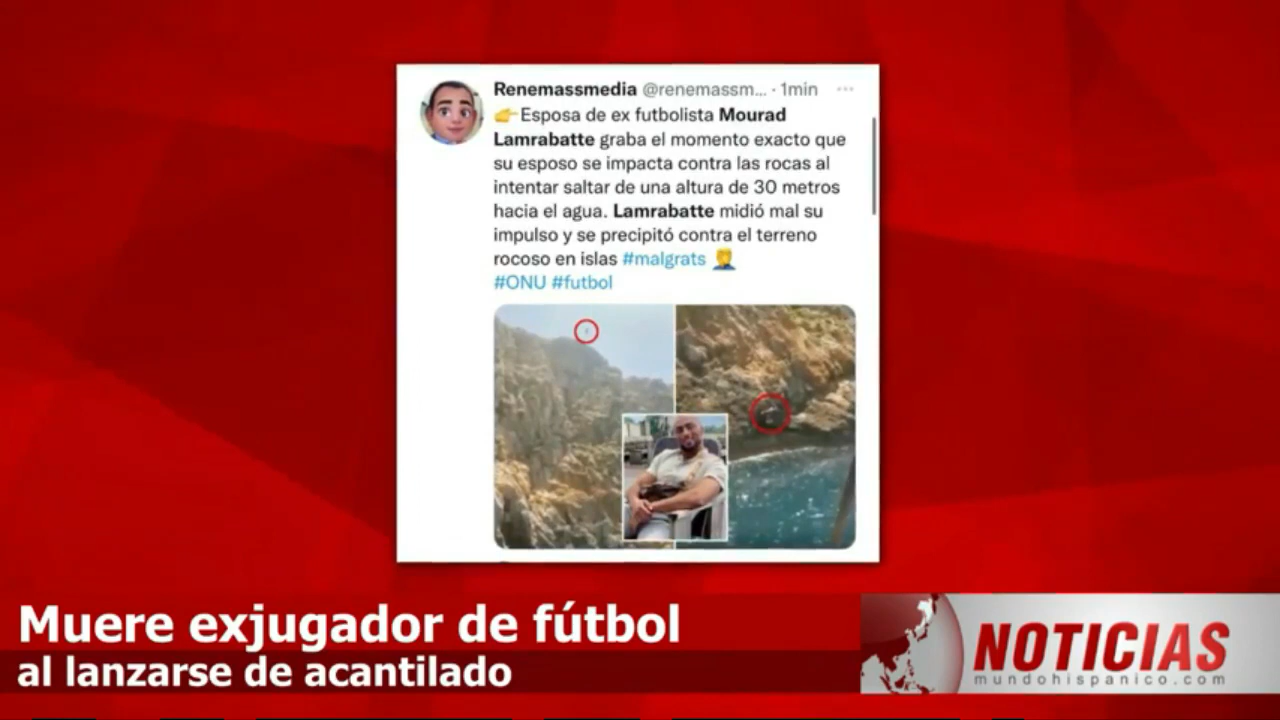 Renemassmedia @renemassm... · 1min
👉Esposa de ex futbolista Mourad
Lamrabatte graba el momento exacto que
su esposo se impacta contra las rocas al
intentar saltar de una altura de 30 metros
hacia el agua. Lamrabatte midió mal su
impulso y se precipitó contra el terreno
rocoso en islas #malgrats 🤦‍♂️
#ONU #futbol
Muere exjugador de fútbol
al lanzarse de acantilado
NOTICIAS
mundohispanico.com